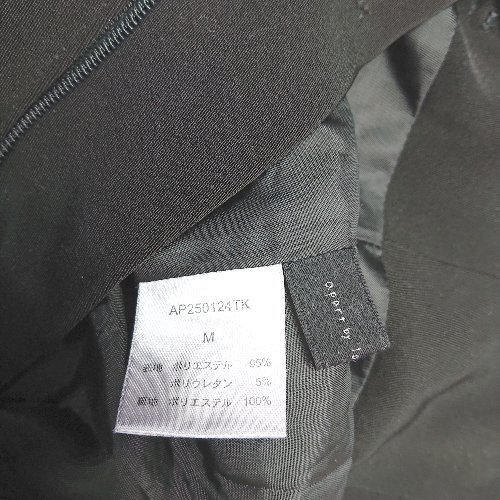 AP250124TK
M
表地 ポリエステル 95%
ポリウレタン 5%
裏地 ポリエステル 100%
apart by